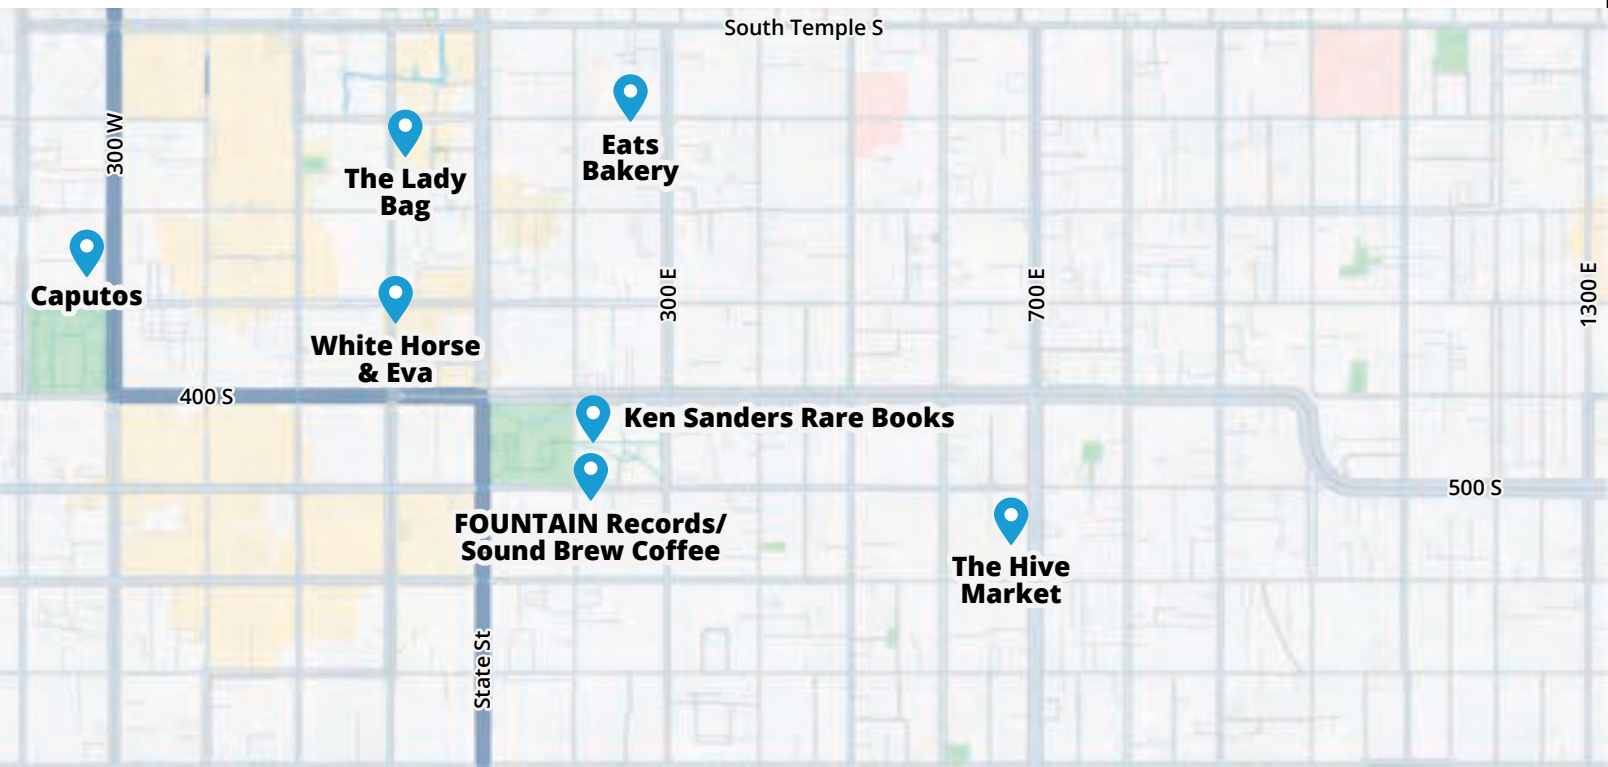 South Temple S
300 W
Eats
Bakery
The Lady
Bag
Caputos
300 E
700 E
1300 E
White Horse
& Eva
400 S
Ken Sanders Rare Books
500 S
FOUNTAIN Records/
Sound Brew Coffee
The Hive
Market
State St